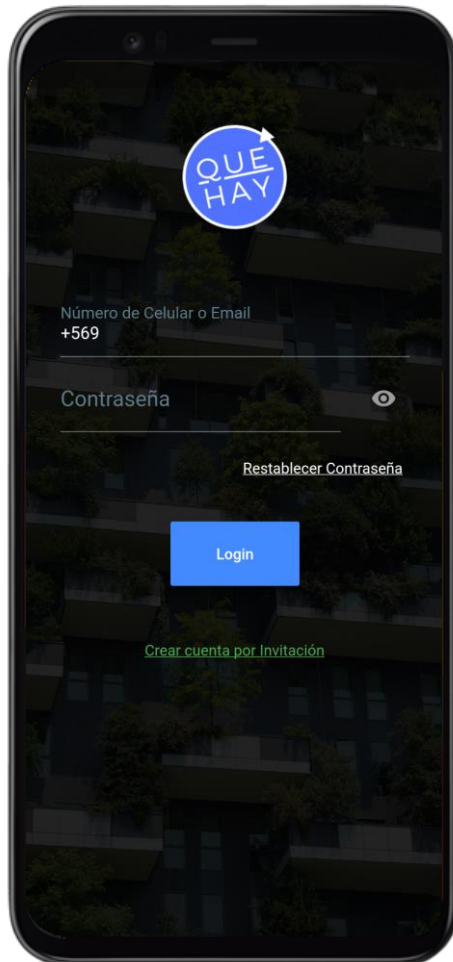 QUE
HAY
Número de Celular o Email
+569
Contraseña
Restablecer Contraseña
Login
Crear cuenta por Invitación